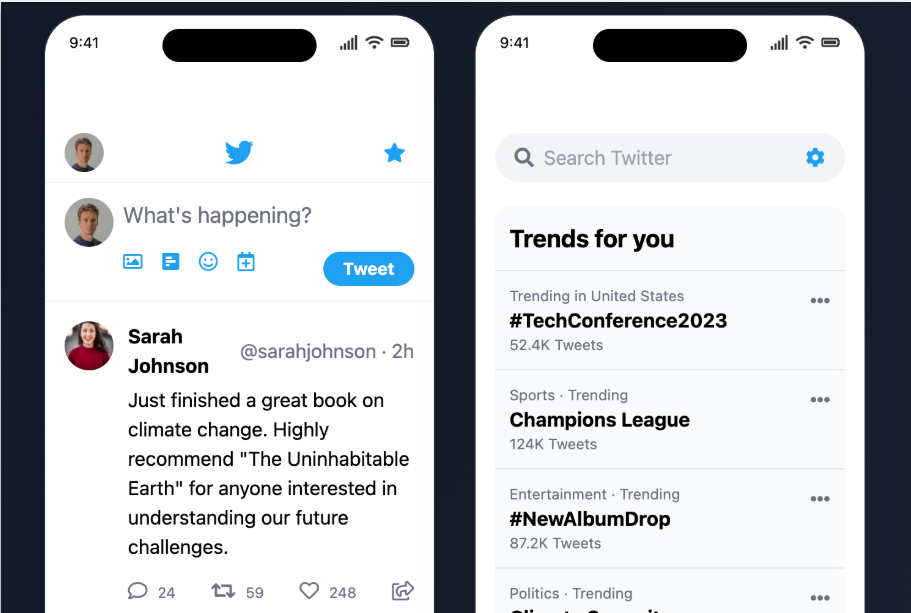 9:41
What's happening?
Tweet
Sarah
Johnson
@sarahjohnson · 2h
Just finished a great book on
climate change. Highly
recommend "The Uninhabitable
Earth" for anyone interested in
understanding our future
challenges.
24 59 248
9:41
Search Twitter
Trends for you
Trending in United States
#TechConference2023
52.4K Tweets
Sports · Trending
Champions League
124K Tweets
Entertainment · Trending
#NewAlbumDrop
87.2K Tweets
Politics · Trending